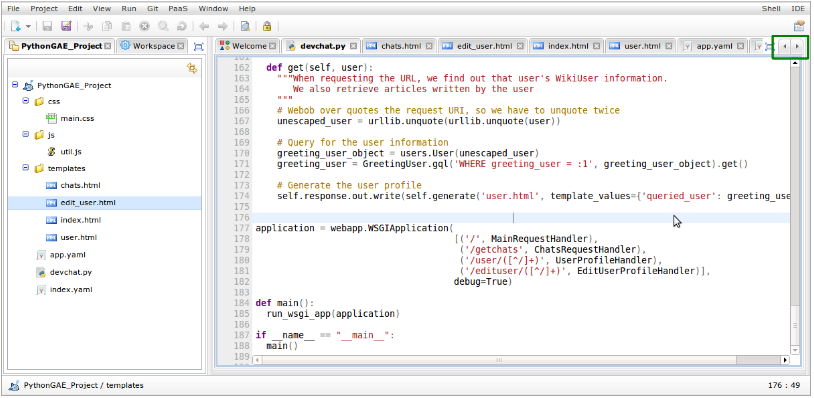 File Project Edit View Run Git PaaS Window Help Shell IDE
PythonGAE_Project Workspace Welcome devchat.py chats.html edit_user.html index.html user.html app.yaml
PythonGAE_Project
css
main.css
js
util.js
templates
chats.html
edit_user.html
index.html
user.html
app.yaml
devchat.py
index.yaml
161
162 def get(self, user):
163 """When requesting the URL, we find out that user's WikiUser information.
164 We also retrieve articles written by the user
165 """
166 # Webob over quotes the request URI, so we have to unquote twice
167 unescaped_user = urllib.unquote(urllib.unquote(user))
168
169 # Query for the user information
170 greeting_user_object = users.User(unescaped_user)
171 greeting_user = GreetingUser.gql('WHERE greeting_user = :1', greeting_user_object).get()
172
173 # Generate the user profile
174 self.response.out.write(self.generate('user.html', template_values={'queried_user': greeting_use
175
176
177 application = webapp.WSGIApplication(
178 [('/', MainRequestHandler),
179 ('/getchats', ChatsRequestHandler),
180 ('/user/([^/]+)', UserProfileHandler),
181 ('/edituser/([^/]+)', EditUserProfileHandler)],
182 debug=True)
183
184 def main():
185 run_wsgi_app(application)
186
187 if __name__ == "__main__":
188 main()
189
PythonGAE_Project / templates 176 : 49